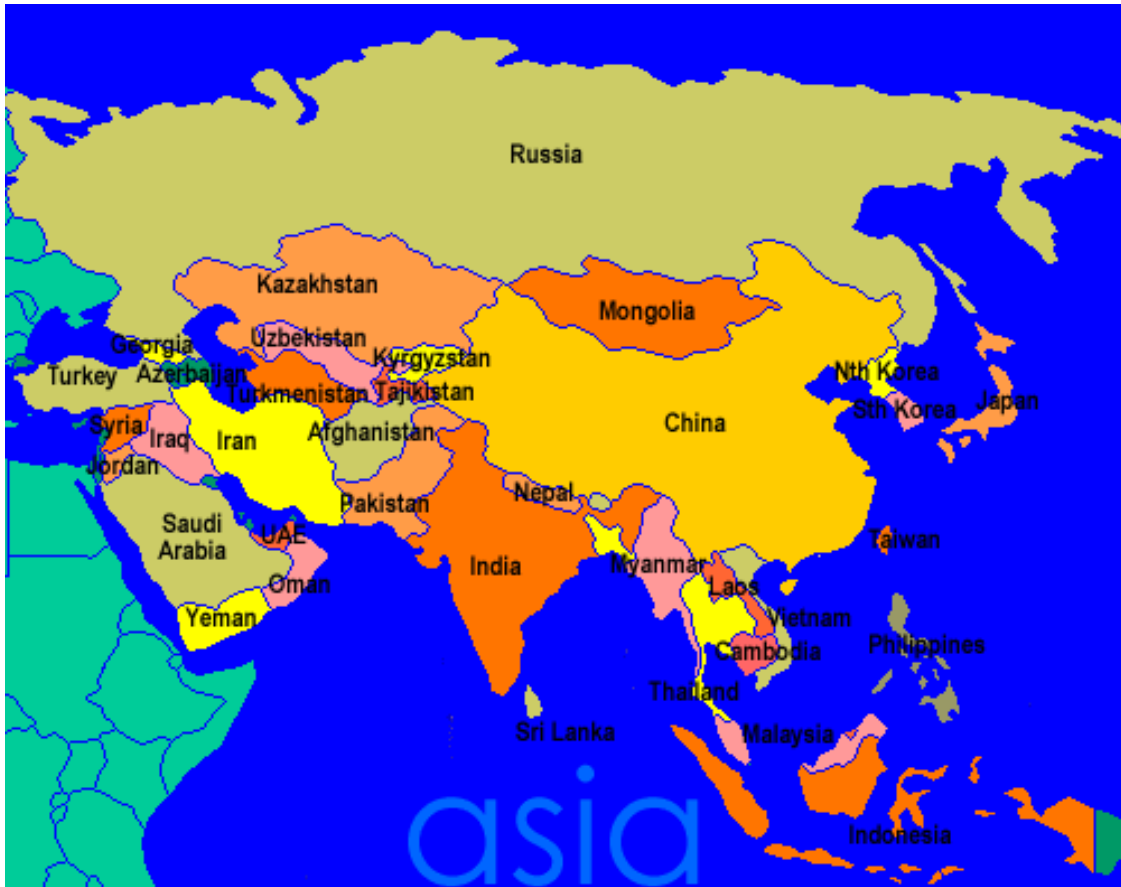 Russia
Kazakhstan
Mongolia
Uzbekistan
Georgia
Kyrgyzstan
Turkey
Azerbaijan
Nth Korea
Turkmenistan
Tajikistan
Japan
Sth Korea
China
Syria
Iraq
Iran
Afghanistan
Jordan
Nepal
Pakistan
Saudi
Arabia
UAE
Taiwan
India
Myanmar
Oman
Laos
Yeman
Vietnam
Philippines
Cambodia
Thailand
Sri Lanka
Malaysia
Indonesia
asia